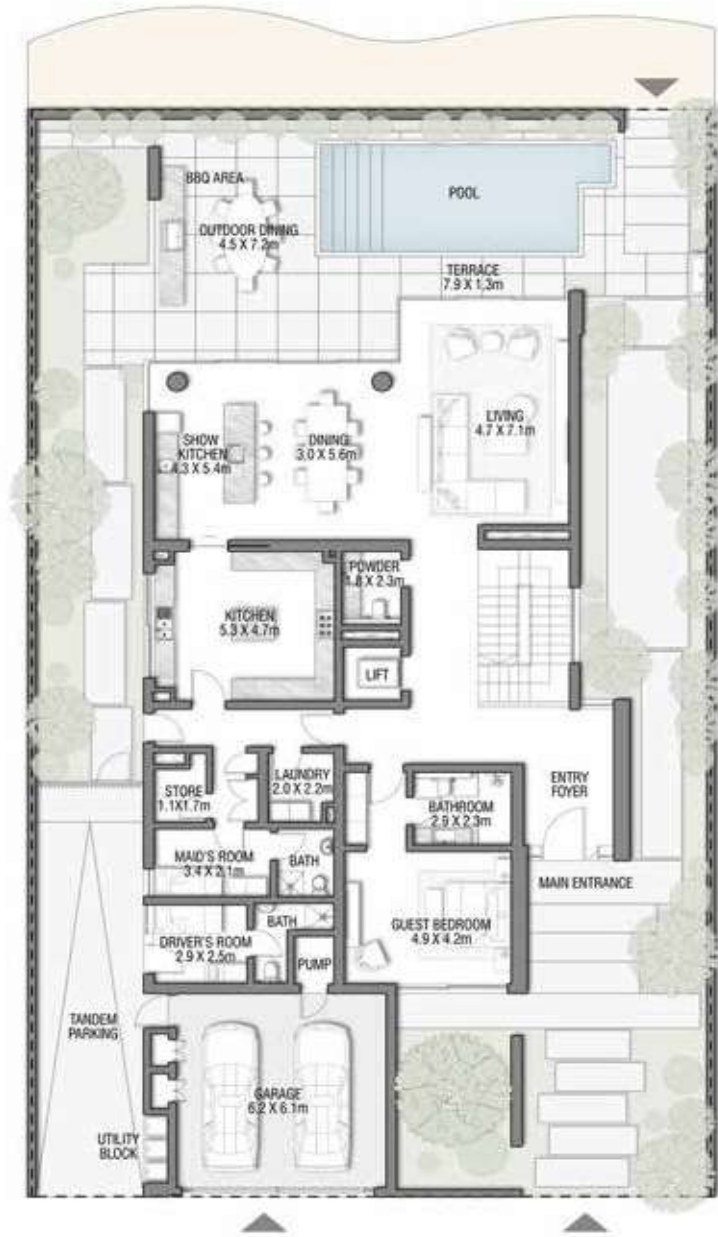 POOL
BBQ AREA
OUTDOOR DINING
4.5 X 7.2m
TERRACE
7.9 X 1.3m
LIVING
4.7 X 7.1m
SHOW
KITCHEN
4.3 X 5.4m
DINING
3.0 X 5.6m
POWDER
1.8 X 2.3m
KITCHEN
5.3 X 4.7m
LIFT
STORE
1.1X1.7m
LAUNDRY
2.0 X 2.2m
BATHROOM
2.9 X 2.3m
ENTRY
FOYER
MAID'S ROOM
3.4 X 2.1m
BATH
MAIN ENTRANCE
BATH
DRIVER'S ROOM
2.9 X 2.5m
GUEST BEDROOM
4.9 X 4.2m
PUMP
TANDEM
PARKING
GARAGE
6.2 X 6.1m
UTILITY
BLOCK